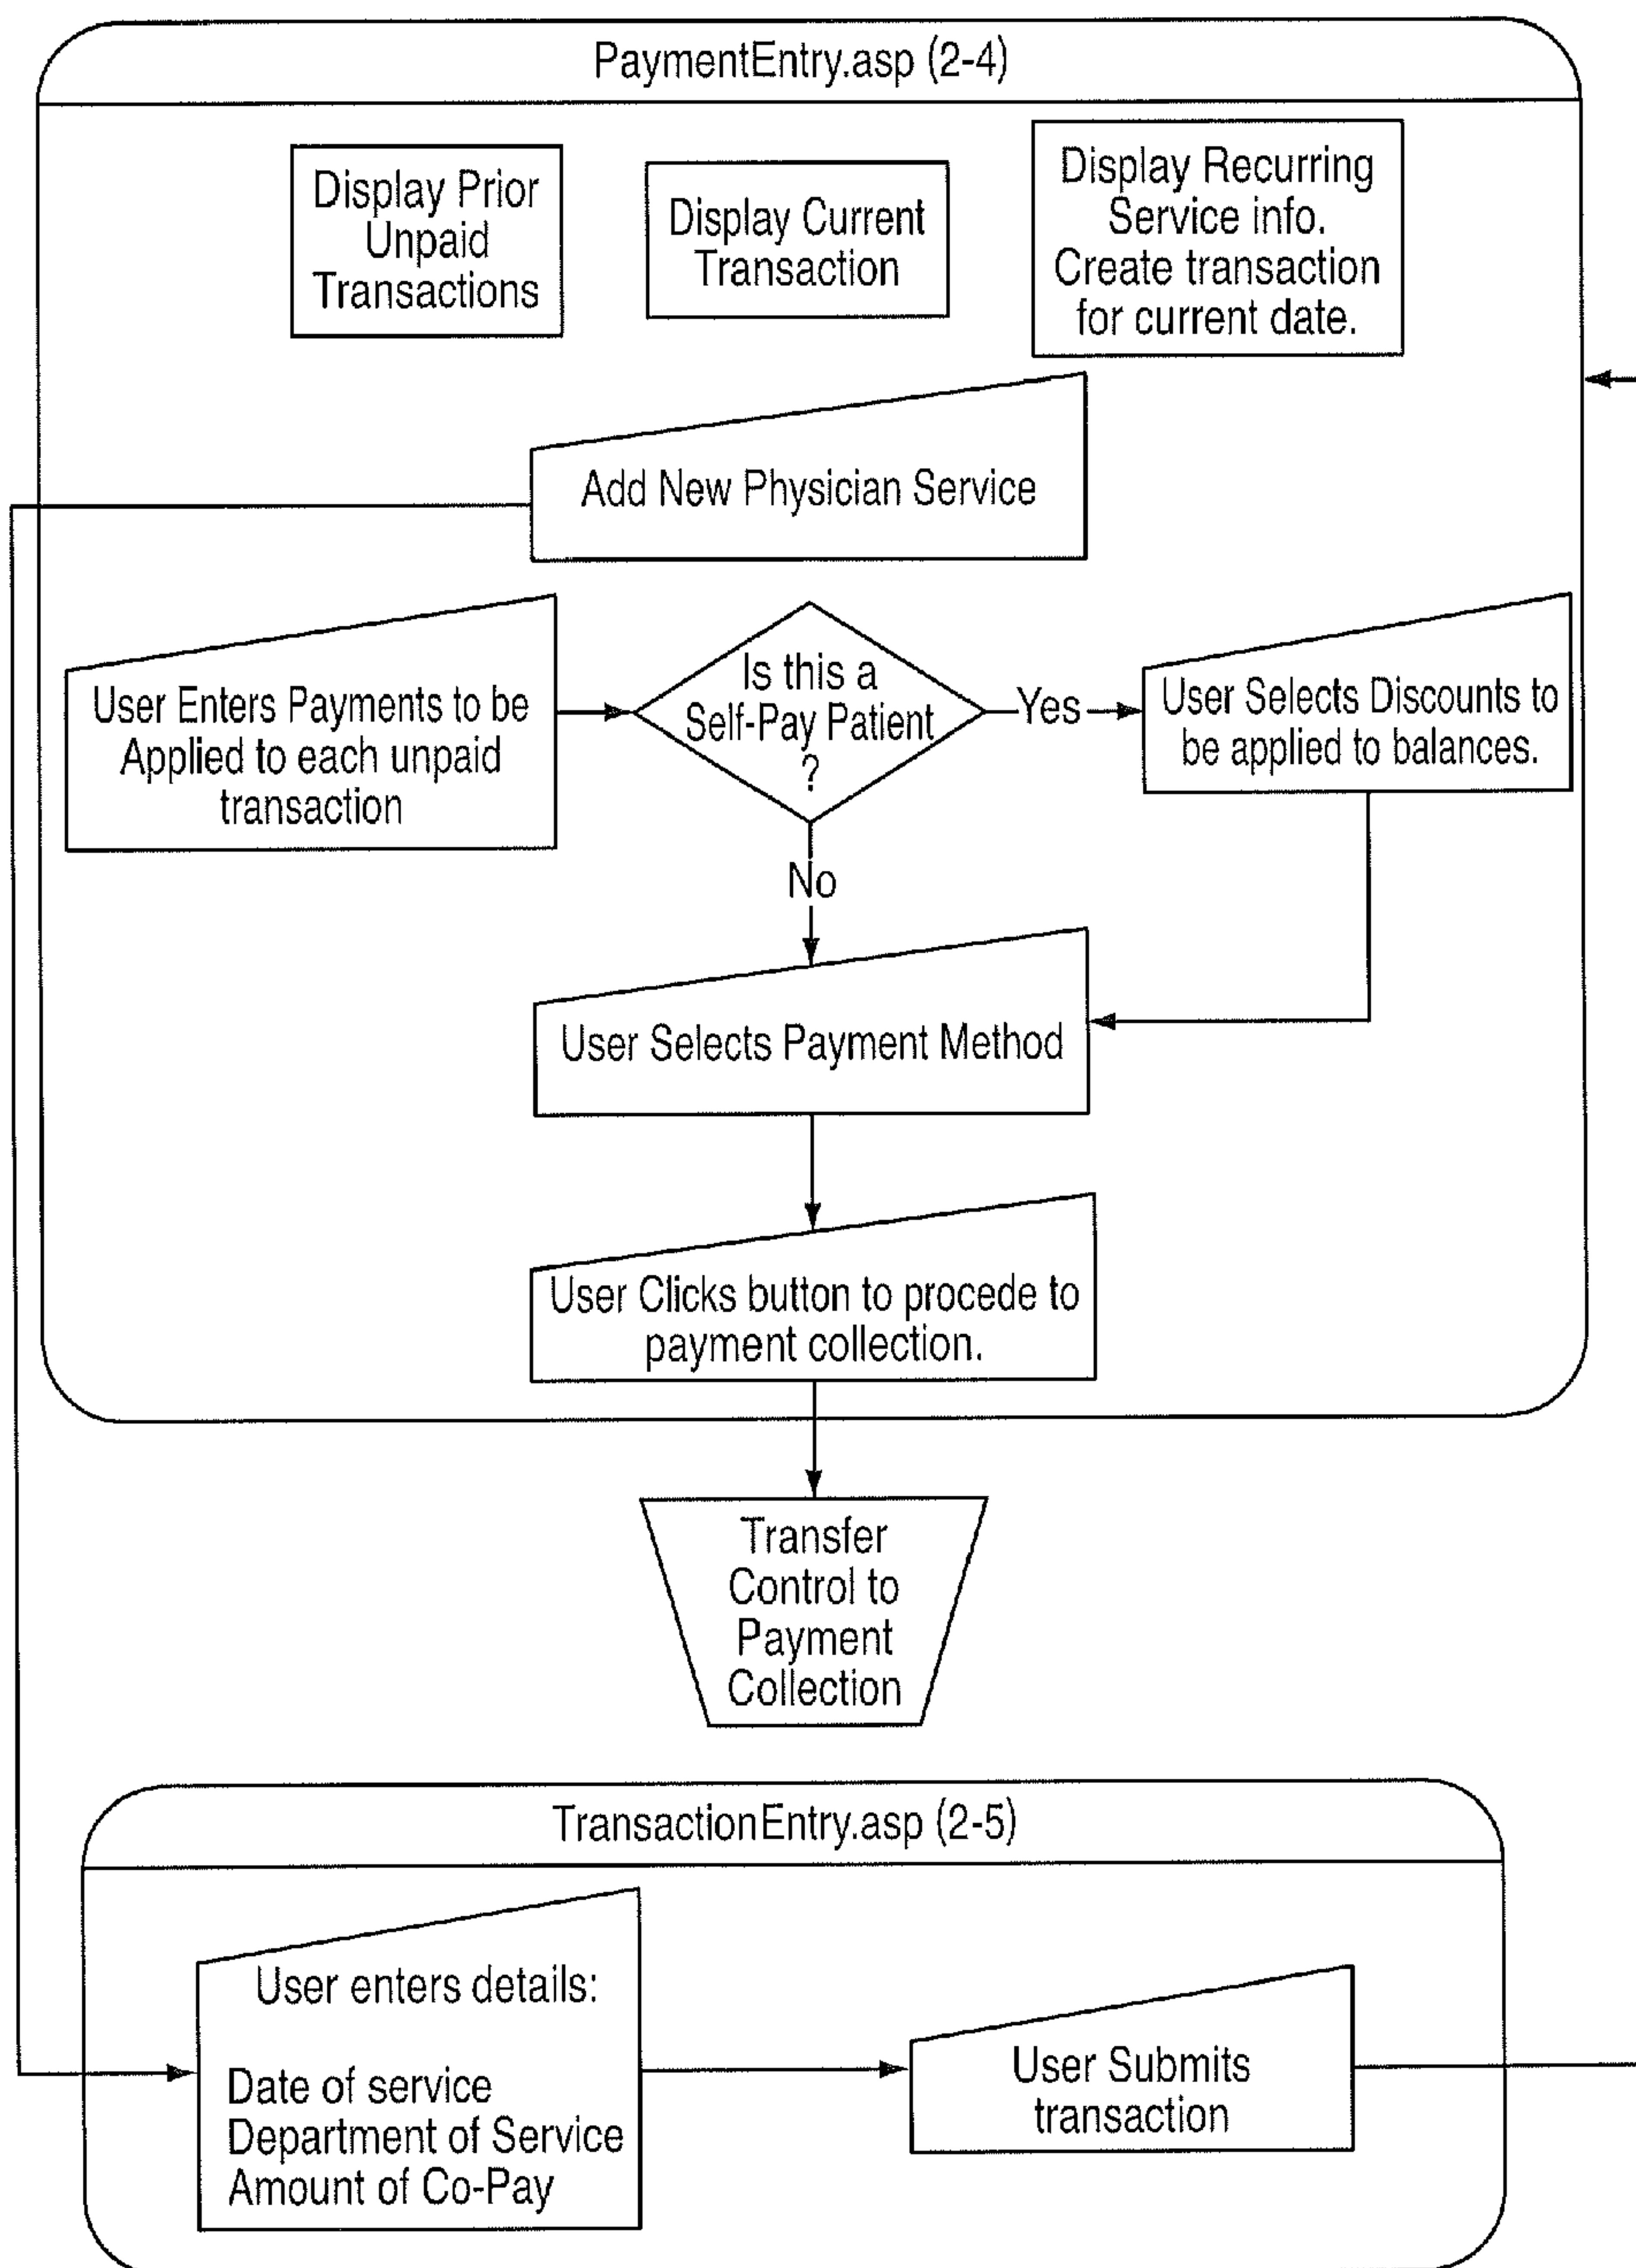 PaymentEntry.asp (2-4)
Display Prior
Unpaid
Transactions
Display Current
Transaction
Display Recurring
Service info.
Create transaction
for current date.
Add New Physician Service
User Enters Payments to be
Applied to each unpaid
transaction
Is this a
Self-Pay Patient
?
Yes
User Selects Discounts to
be applied to balances.
No
User Selects Payment Method
User Clicks button to procede to
payment collection.
Transfer
Control to
Payment
Collection
TransactionEntry.asp (2-5)
User enters details:
Date of service
Department of Service
Amount of Co-Pay
User Submits
transaction